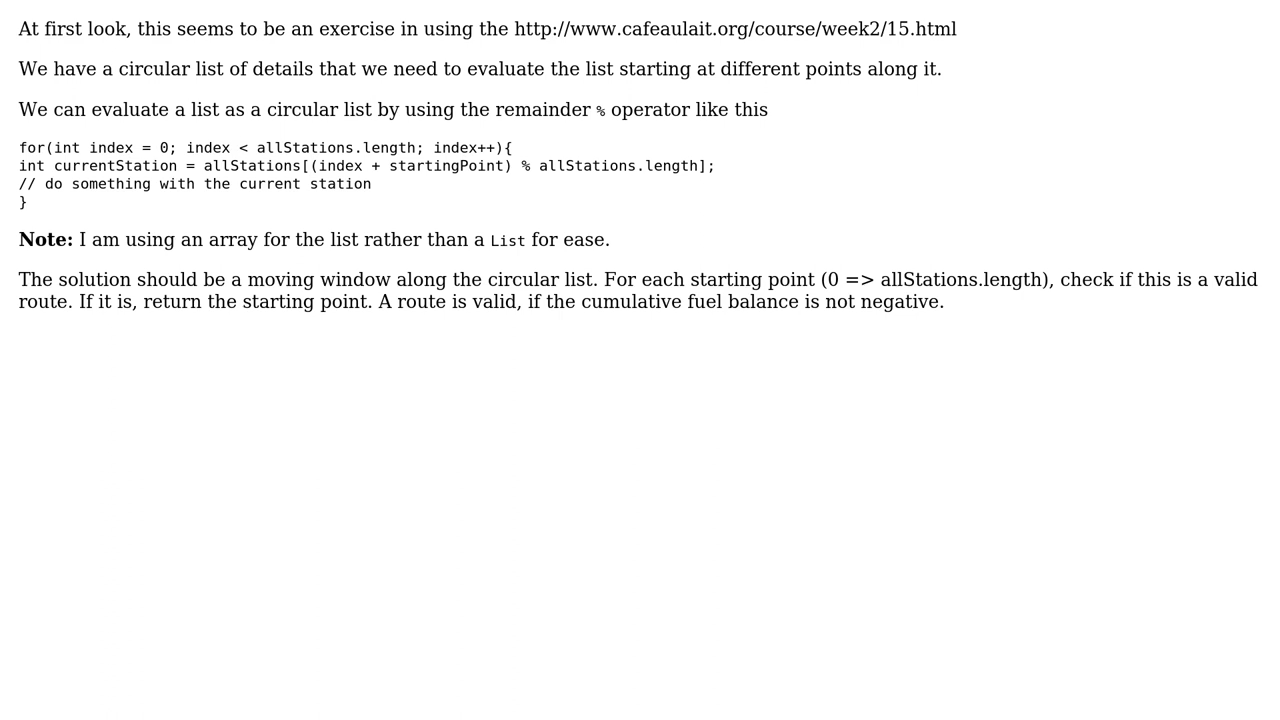 At first look, this seems to be an exercise in using the http://www.cafeaulait.org/course/week2/15.html
We have a circular list of details that we need to evaluate the list starting at different points along it.
We can evaluate a list as a circular list by using the remainder % operator like this
for(int index = 0; index < allStations.length; index++){
int currentStation = allStations[(index + startingPoint) % allStations.length];
// do something with the current station
}
Note: I am using an array for the list rather than a List for ease.
The solution should be a moving window along the circular list. For each starting point (0 => allStations.length), check if this is a valid
route. If it is, return the starting point. A route is valid, if the cumulative fuel balance is not negative.